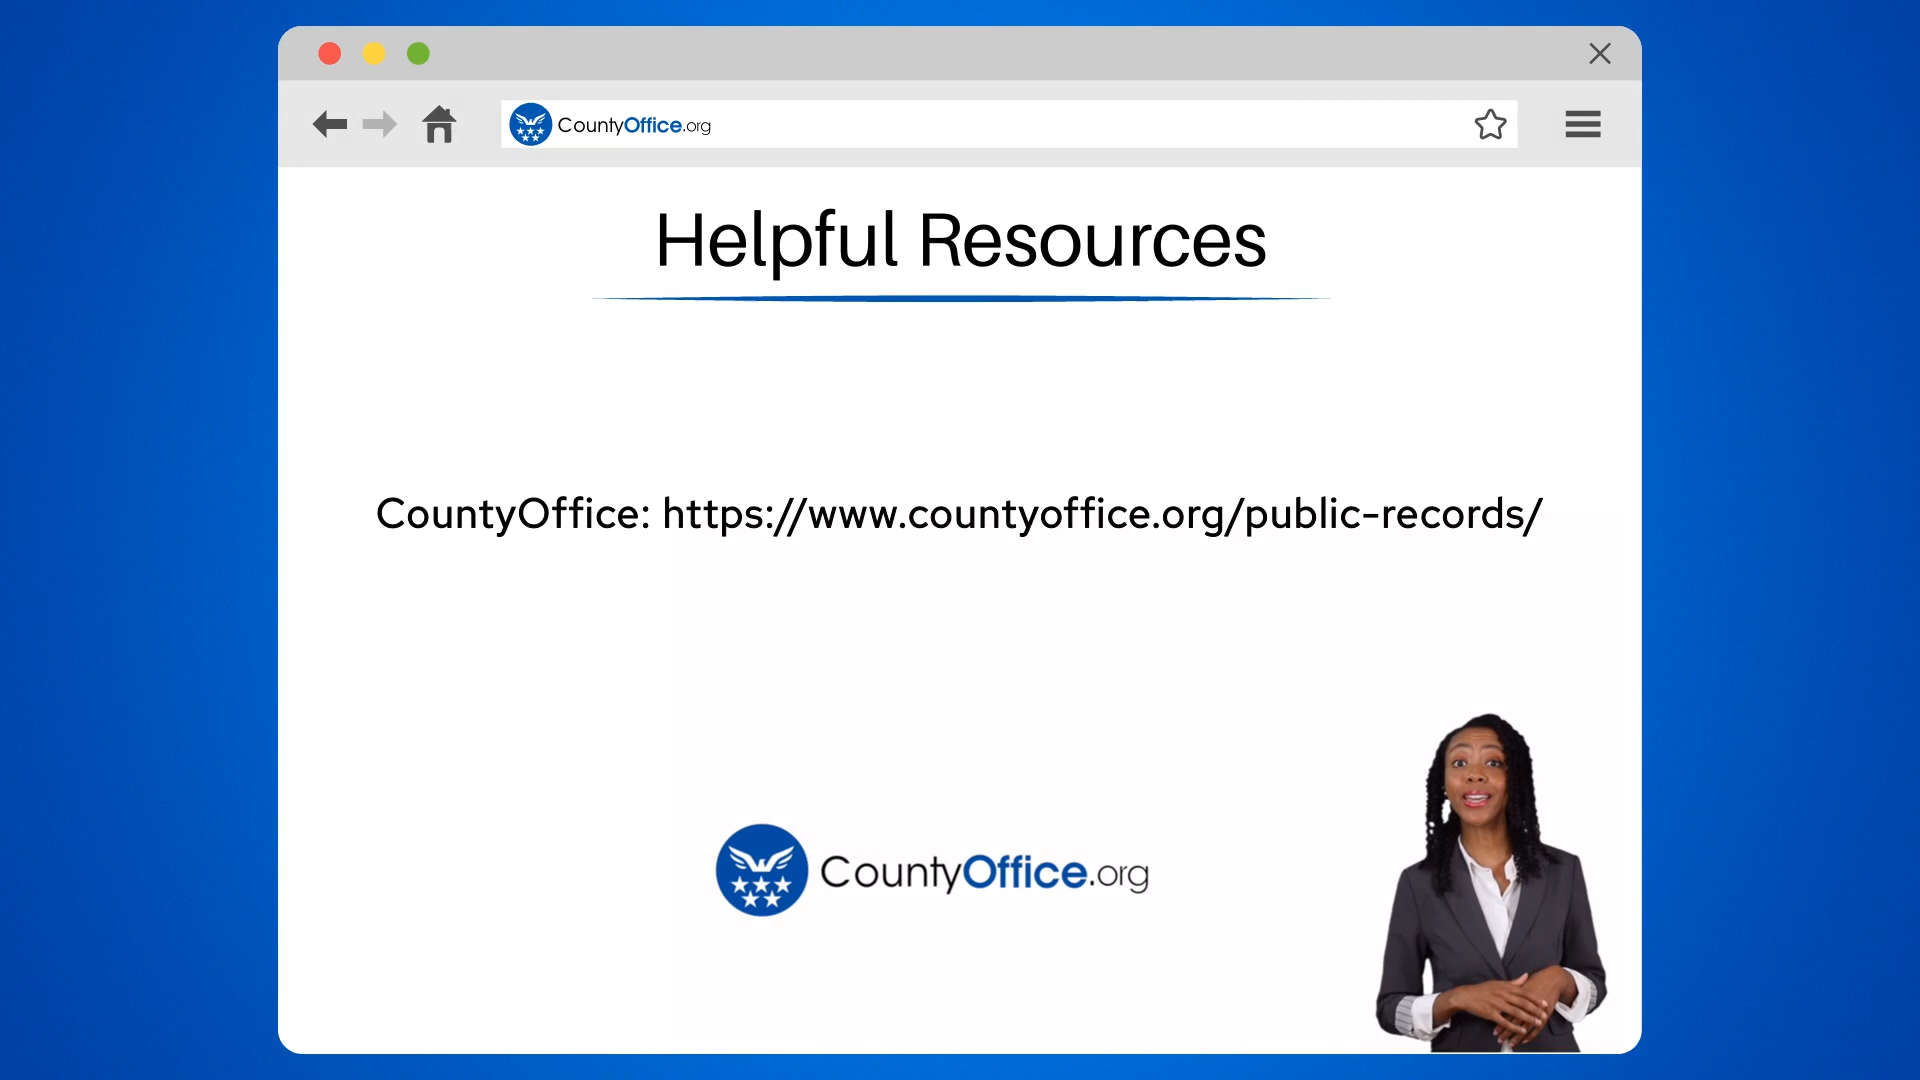 CountyOffice.org
Helpful Resources
CountyOffice: https://www.countyoffice.org/public-records/
CountyOffice.org